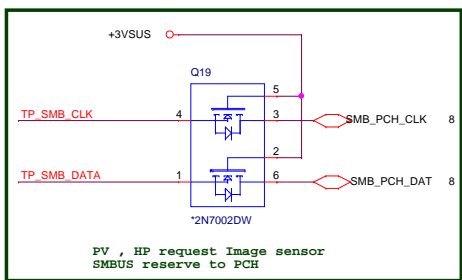 +3VSUS
Q19
5
TP_SMB_CLK 4 3 SMB_PCH_CLK 8
2
TP_SMB_DATA 1 6 SMB_PCH_DAT 8
*2N7002DW
PV , HP request Image sensor
SMBUS reserve to PCH